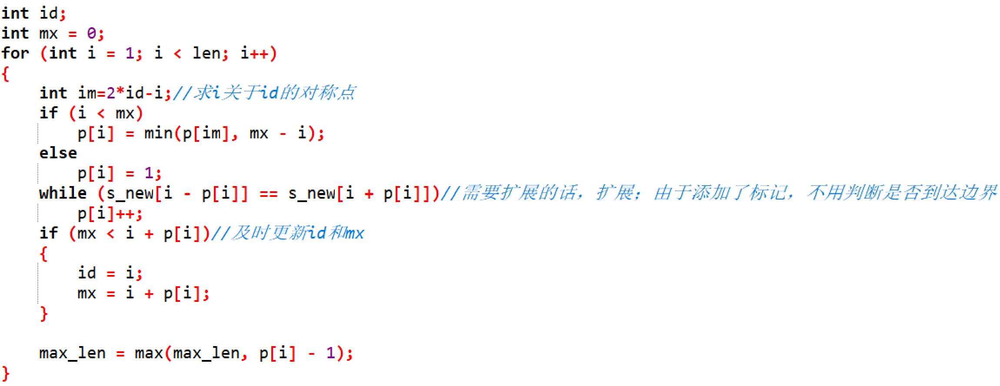 int id;
int mx = 0;
for (int i = 1; i < len; i++)
{
    int im=2*id-i;//求i关于id的对称点
    if (i < mx)
        p[i] = min(p[im], mx - i);
    else
        p[i] = 1;
    while (s_new[i - p[i]] == s_new[i + p[i]])//需要扩展的话，扩展；由于添加了标记，不用判断是否到达边界
        p[i]++;
    if (mx < i + p[i])//及时更新id和mx
    {
        id = i;
        mx = i + p[i];
    }
    max_len = max(max_len, p[i] - 1);
}